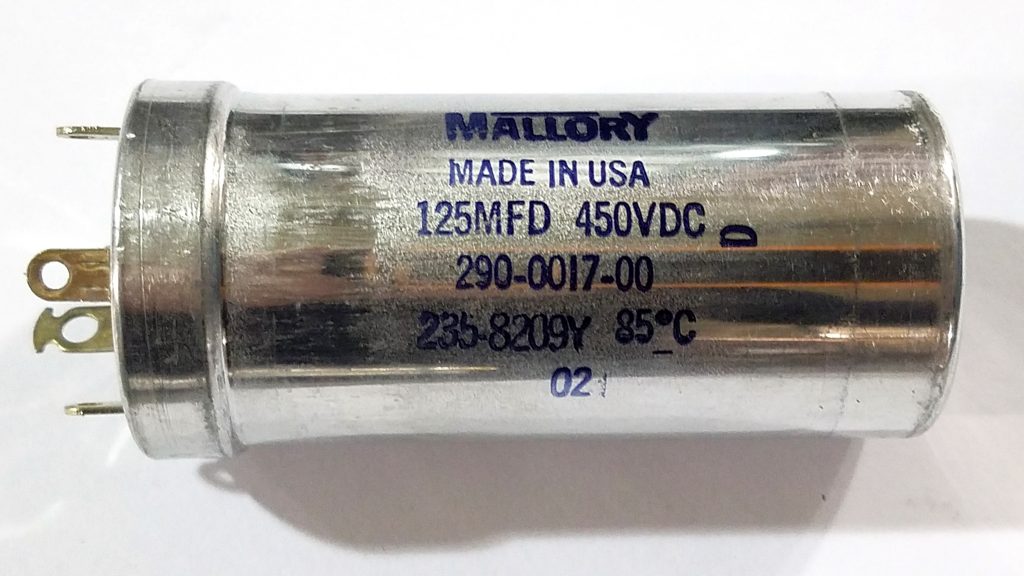 MALLORY
MADE IN USA
125MFD 450VDC
D
290-0017-00
235-8209Y 85°C
02